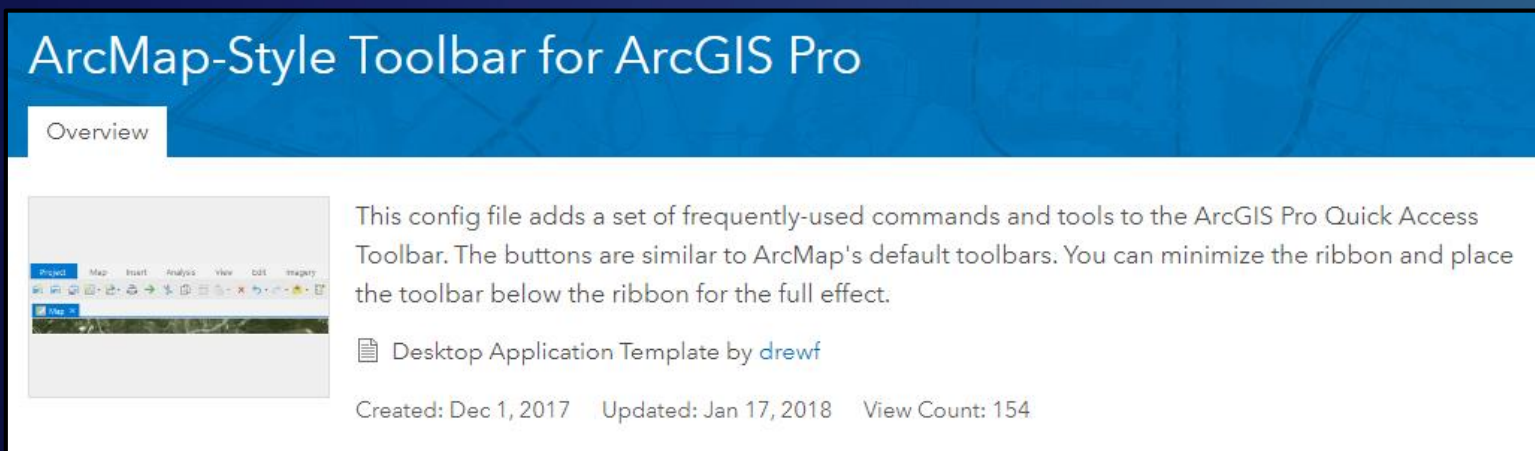 ArcMap-Style Toolbar for ArcGIS Pro
Overview
This config file adds a set of frequently-used commands and tools to the ArcGIS Pro Quick Access
Toolbar. The buttons are similar to ArcMap's default toolbars. You can minimize the ribbon and place
the toolbar below the ribbon for the full effect.
Project Map Insert Analysis View Edit Imagery
Map
Desktop Application Template by drewf
Created: Dec 1, 2017 Updated: Jan 17, 2018 View Count: 154